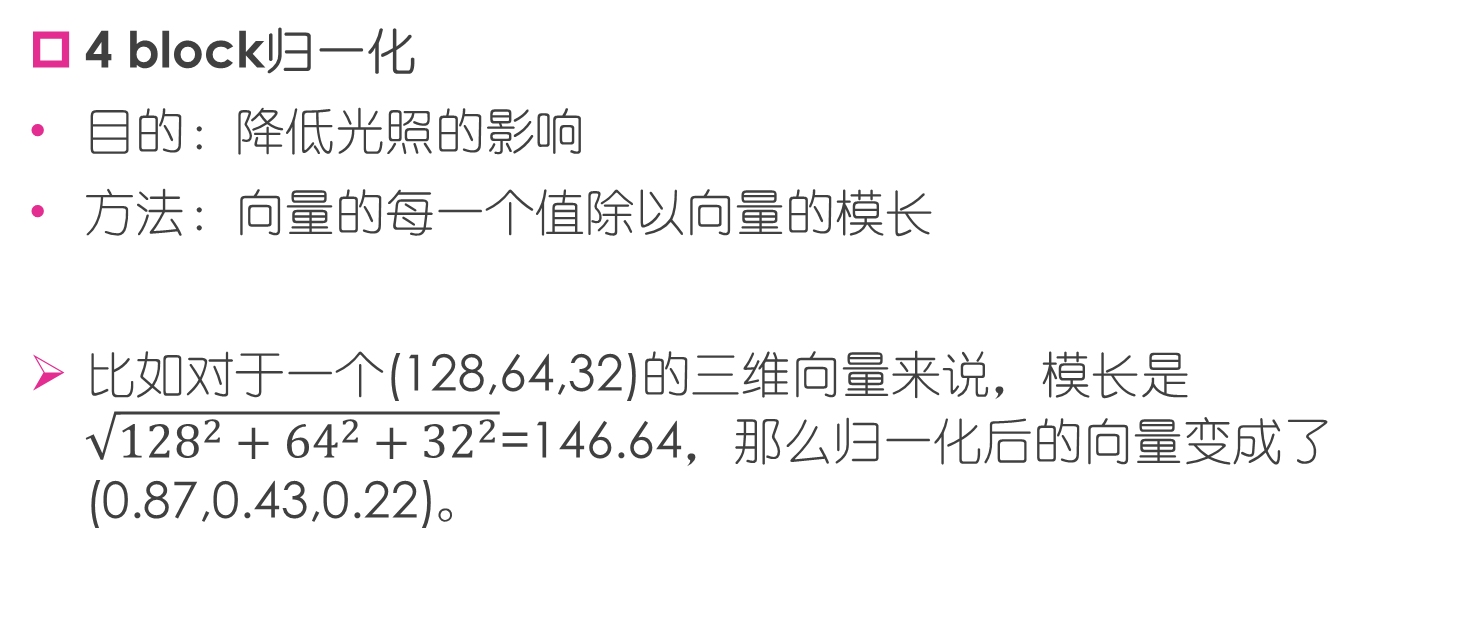 4 block归一化
• 目的：降低光照的影响
• 方法：向量的每一个值除以向量的模长
➢ 比如对于一个(128,64,32)的三维向量来说，模长是
√128² + 64² + 32²=146.64，那么归一化后的向量变成了
(0.87,0.43,0.22)。